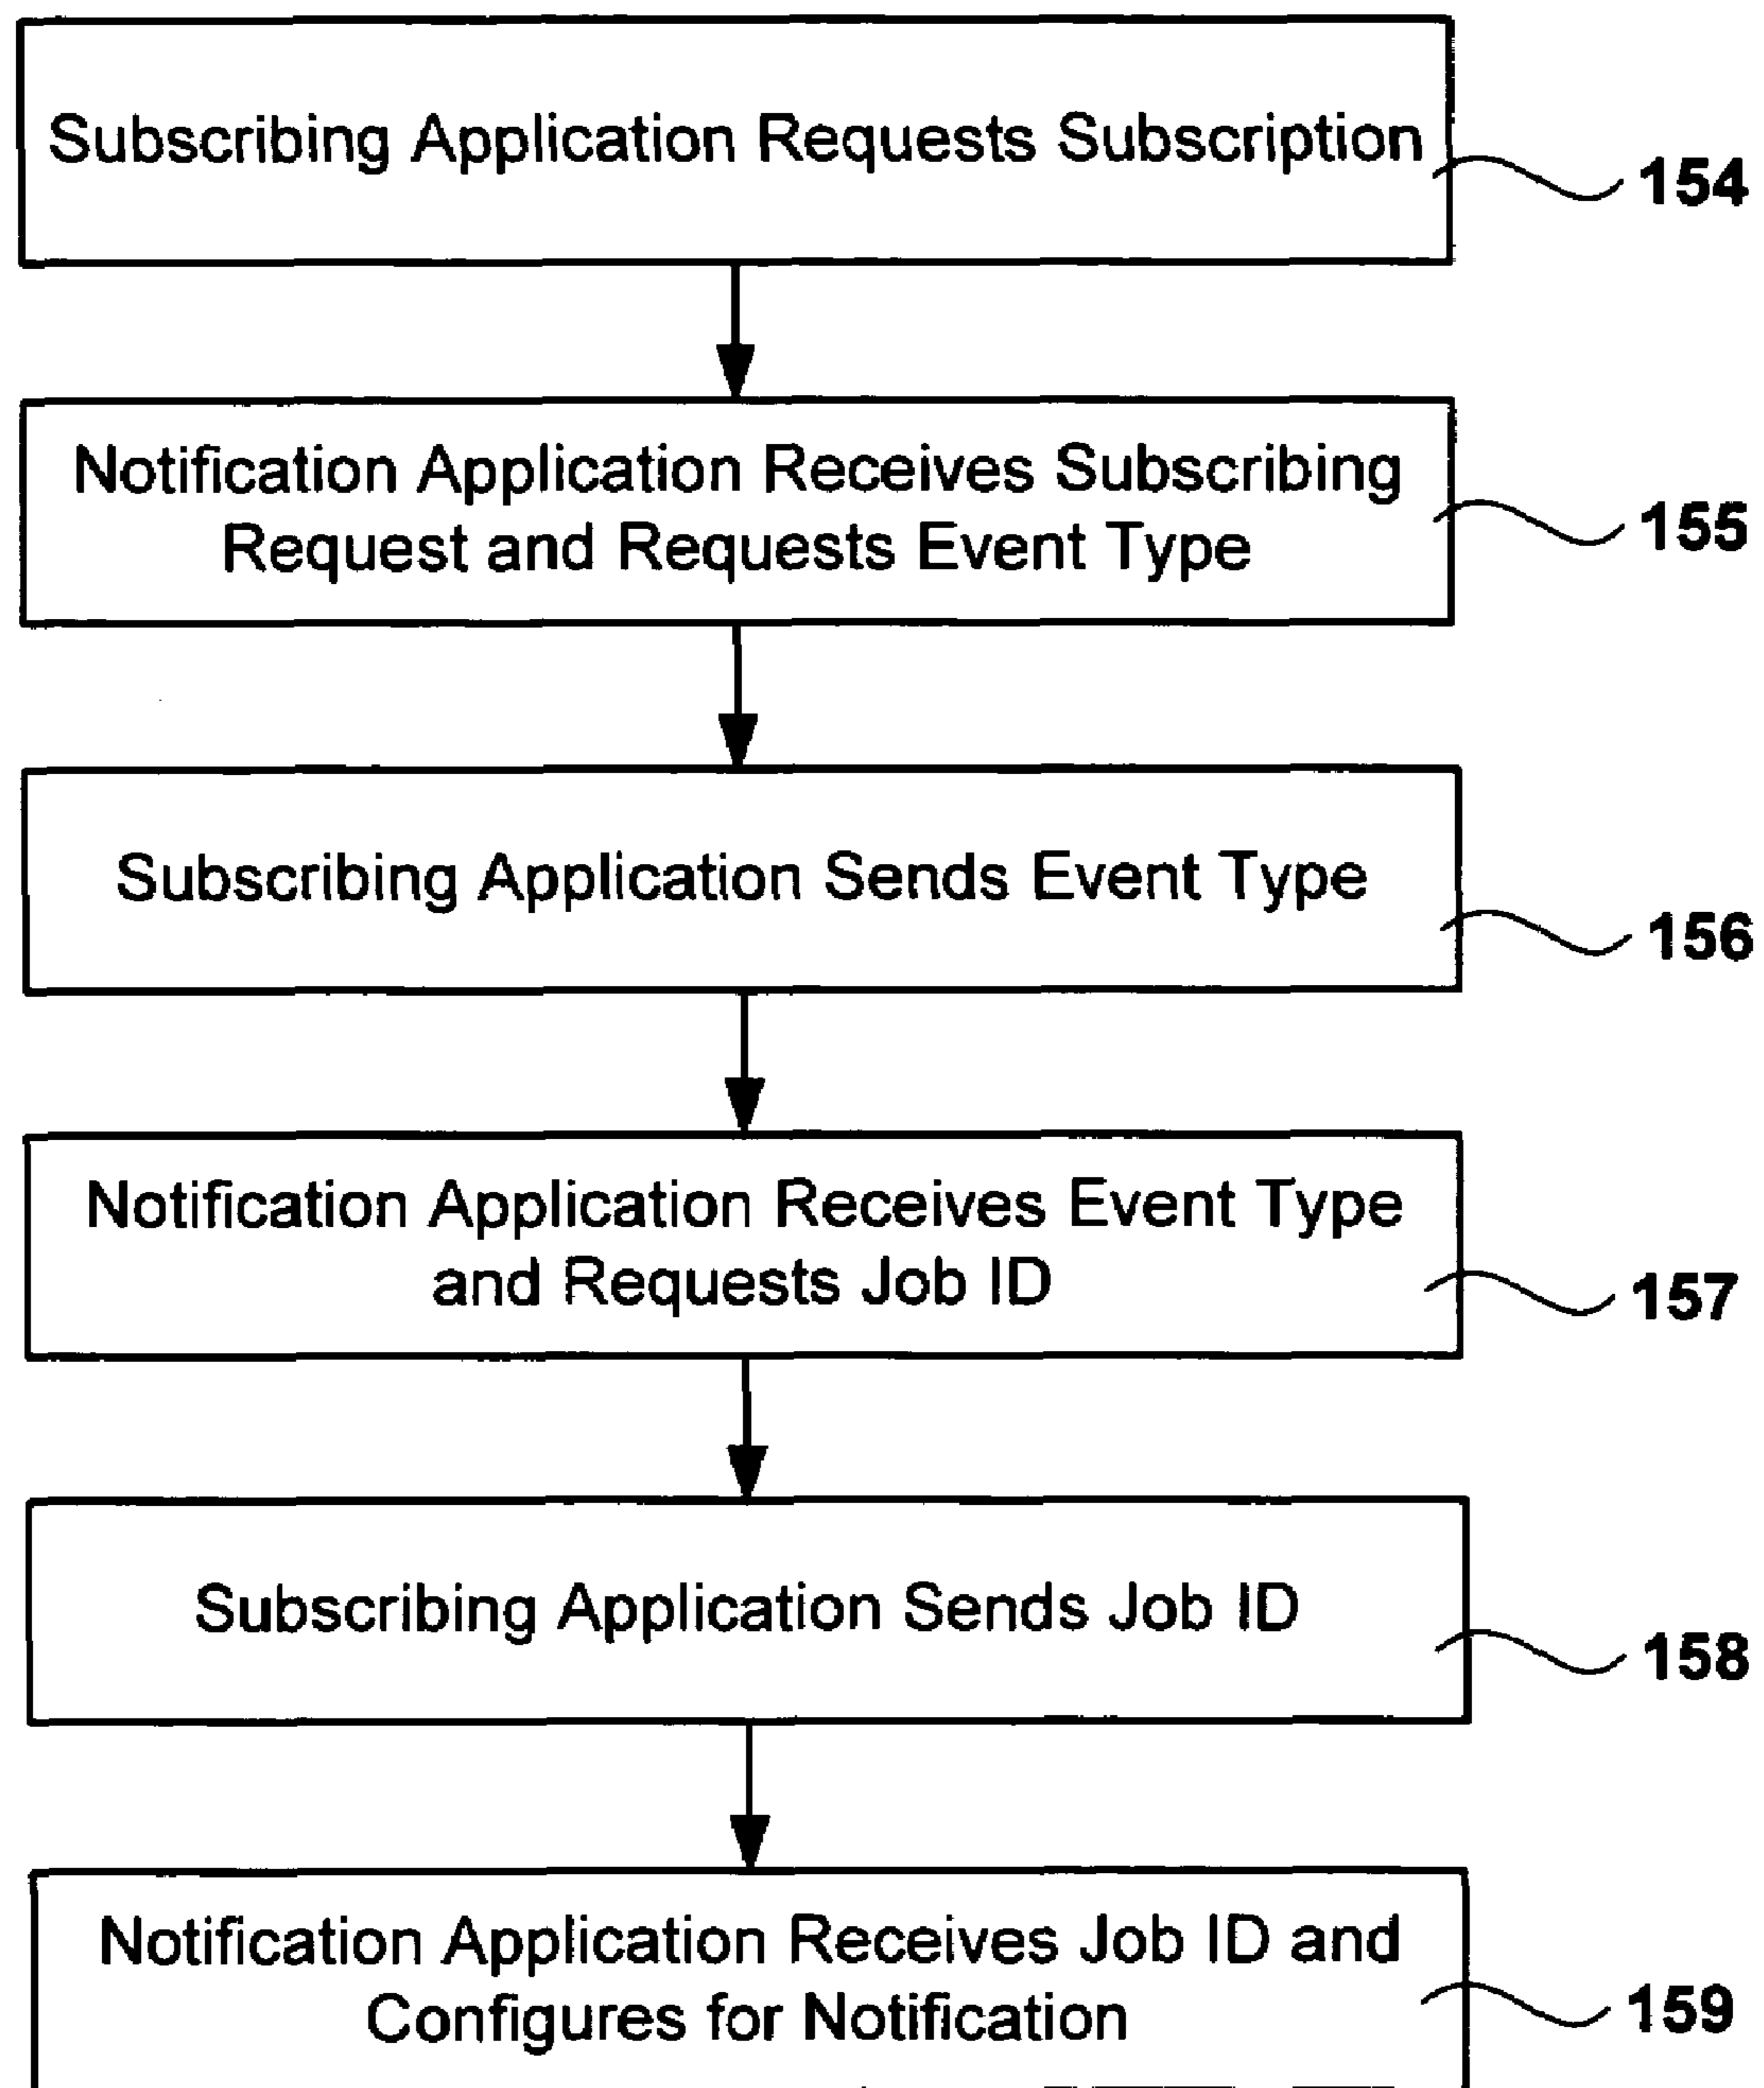 Subscribing Application Requests Subscription
154
Notification Application Receives Subscribing
Request and Requests Event Type
155
Subscribing Application Sends Event Type
156
Notification Application Receives Event Type
and Requests Job ID
157
Subscribing Application Sends Job ID
158
Notification Application Receives Job ID and
Configures for Notification
159